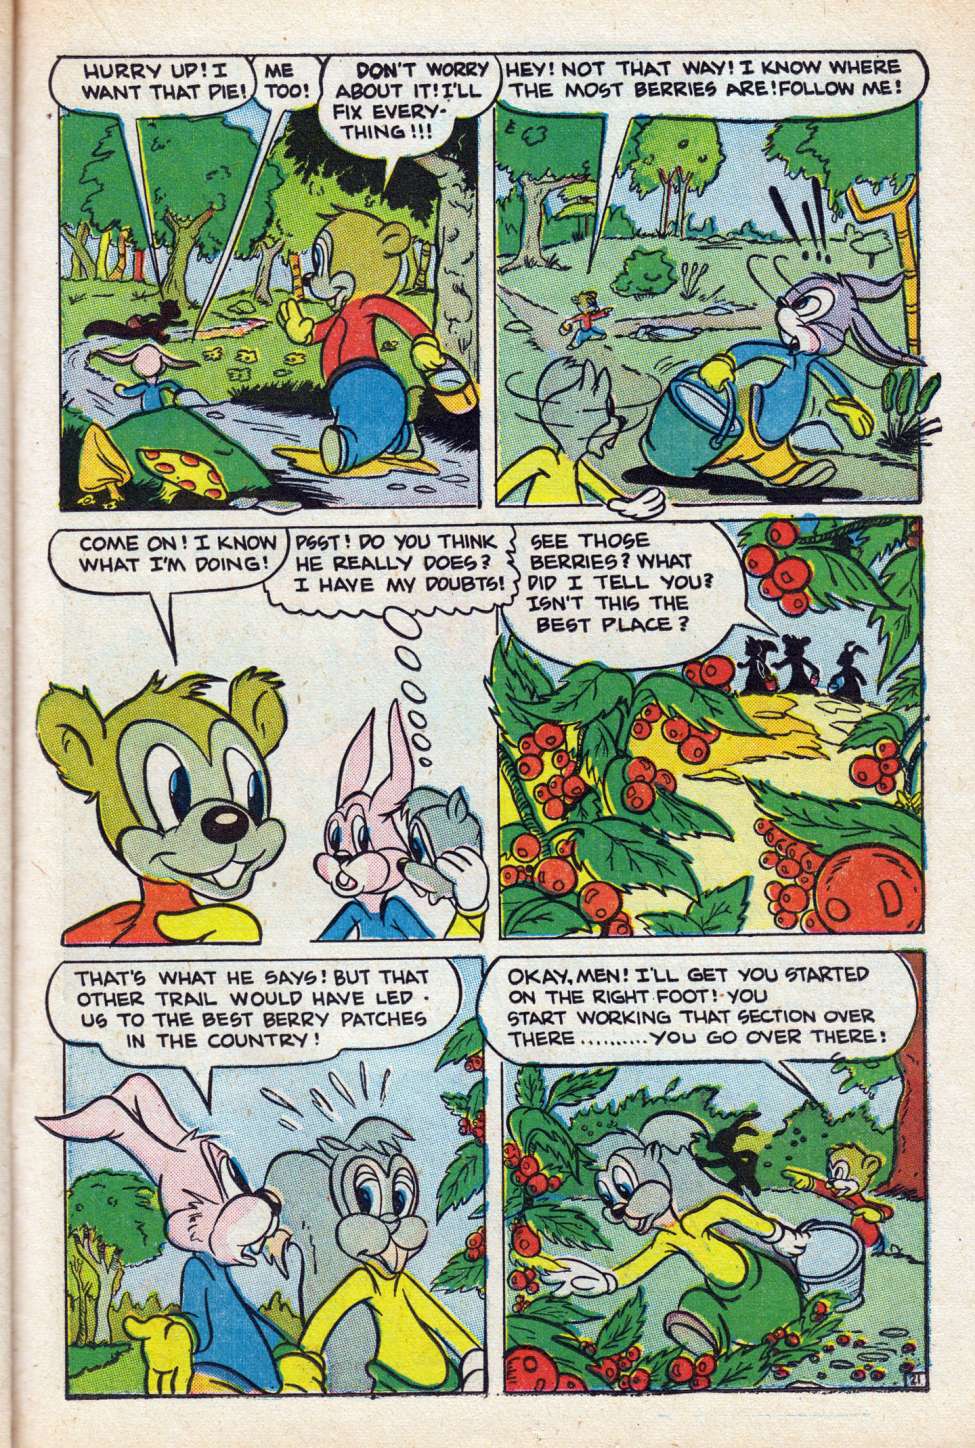 HURRY UP! I
WANT THAT PIE!
ME
TOO!
DON'T WORRY
ABOUT IT! I'LL
FIX EVERY-
THING!!!
HEY! NOT THAT WAY! I KNOW WHERE
THE MOST BERRIES ARE! FOLLOW ME!
!!!
COME ON! I KNOW
WHAT I'M DOING!
PSST! DO YOU THINK
HE REALLY DOES?
I HAVE MY DOUBTS!
SEE THOSE
BERRIES? WHAT
DID I TELL YOU?
ISN'T THIS THE
BEST PLACE?
THAT'S WHAT HE SAYS! BUT THAT
OTHER TRAIL WOULD HAVE LED
US TO THE BEST BERRY PATCHES
IN THE COUNTRY!
OKAY, MEN! I'LL GET YOU STARTED
ON THE RIGHT FOOT! YOU
START WORKING THAT SECTION OVER
THERE..........YOU GO OVER THERE!
21